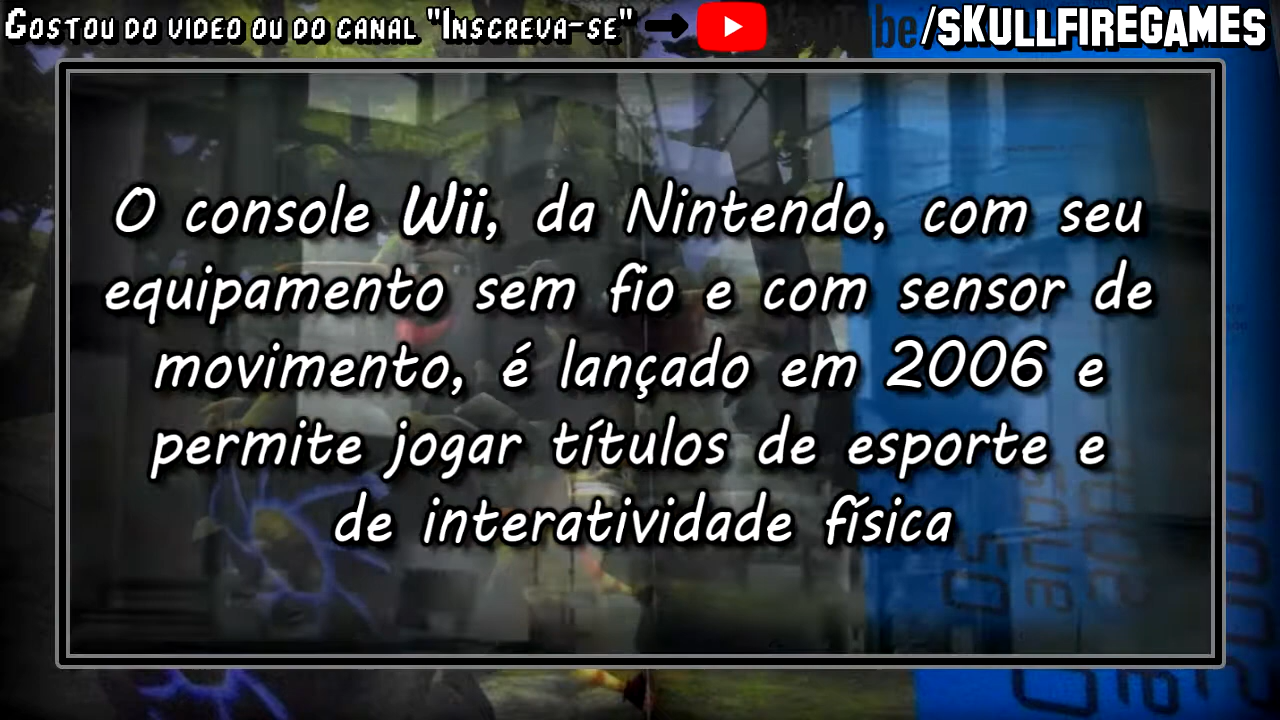 Gostou do video ou do canal "Inscreva-se" YouTube/SKULLFIREGAMES
O console Wii, da Nintendo, com seu
equipamento sem fio e com sensor de
movimento, é lançado em 2006 e
permite jogar títulos de esporte e
de interatividade física